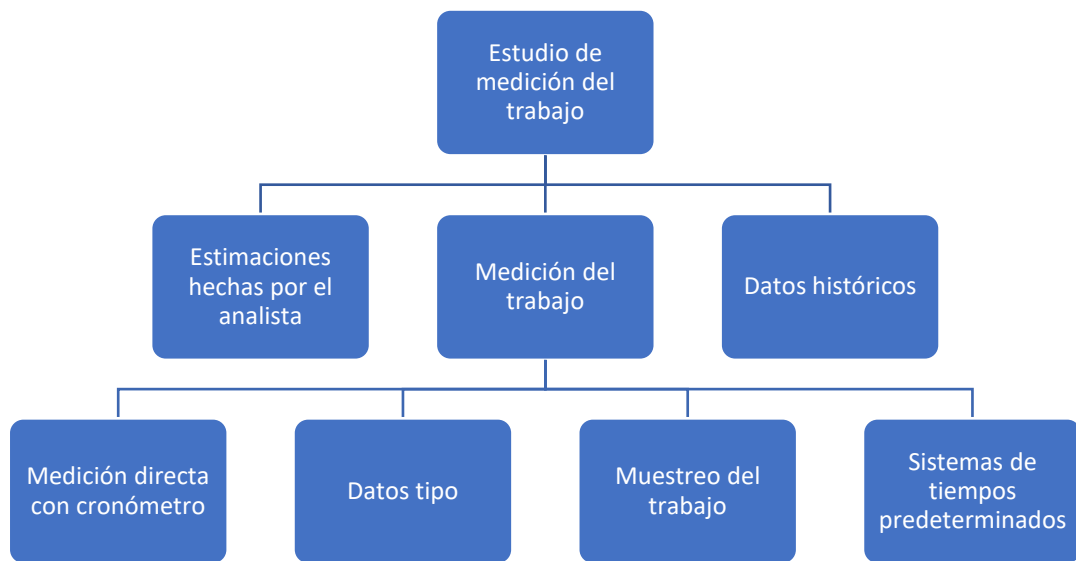 Estudio de
medición del
trabajo
Estimaciones
hechas por el
analista
Medición del
trabajo
Datos históricos
Medición directa
con cronómetro
Datos tipo
Muestreo del
trabajo
Sistemas de
tiempos
predeterminados